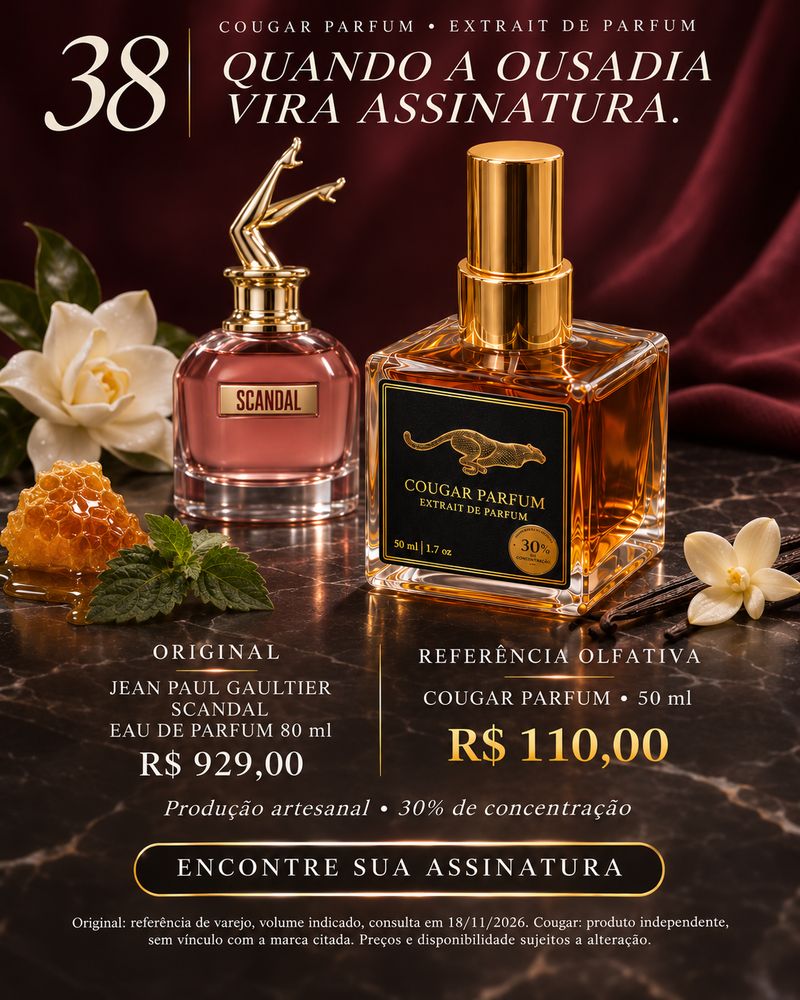 38
COUGAR PARFUM • EXTRAIT DE PARFUM
QUANDO A OUSADIA
VIRA ASSINATURA.
SCANDAL
COUGAR PARFUM
EXTRAIT DE PARFUM
50 ml | 1.7 oz
30%
CONCENTRAÇÃO
ORIGINAL
JEAN PAUL GAULTIER
SCANDAL
EAU DE PARFUM 80 ml
R$ 929,00
REFERÊNCIA OLFATIVA
COUGAR PARFUM • 50 ml
R$ 110,00
Produção artesanal • 30% de concentração
ENCONTRE SUA ASSINATURA
Original: referência de varejo, volume indicado, consulta em 18/11/2026. Cougar: produto independente,
sem vínculo com a marca citada. Preços e disponibilidade sujeitos a alteração.